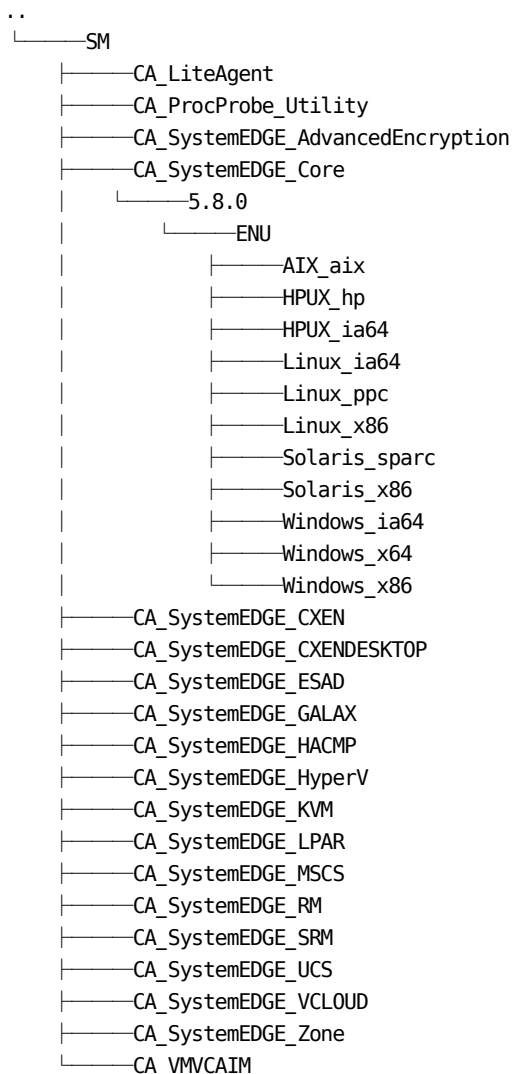 ..
SM
CA_LiteAgent
CA_ProcProbe_Utility
CA_SystemEDGE_AdvancedEncryption
CA_SystemEDGE_Core
5.8.0
ENU
AIX_aix
HPUX_hp
HPUX_ia64
Linux_ia64
Linux_ppc
Linux_x86
Solaris_sparc
Solaris_x86
Windows_ia64
Windows_x64
Windows_x86
CA_SystemEDGE_CXEN
CA_SystemEDGE_CXENDESKTOP
CA_SystemEDGE_ESAD
CA_SystemEDGE_GALAX
CA_SystemEDGE_HACMP
CA_SystemEDGE_HyperV
CA_SystemEDGE_KVM
CA_SystemEDGE_LPAR
CA_SystemEDGE_MSCS
CA_SystemEDGE_RM
CA_SystemEDGE_SRM
CA_SystemEDGE_UCS
CA_SystemEDGE_VCLOUD
CA_SystemEDGE_Zone
CA_VMVCAIM